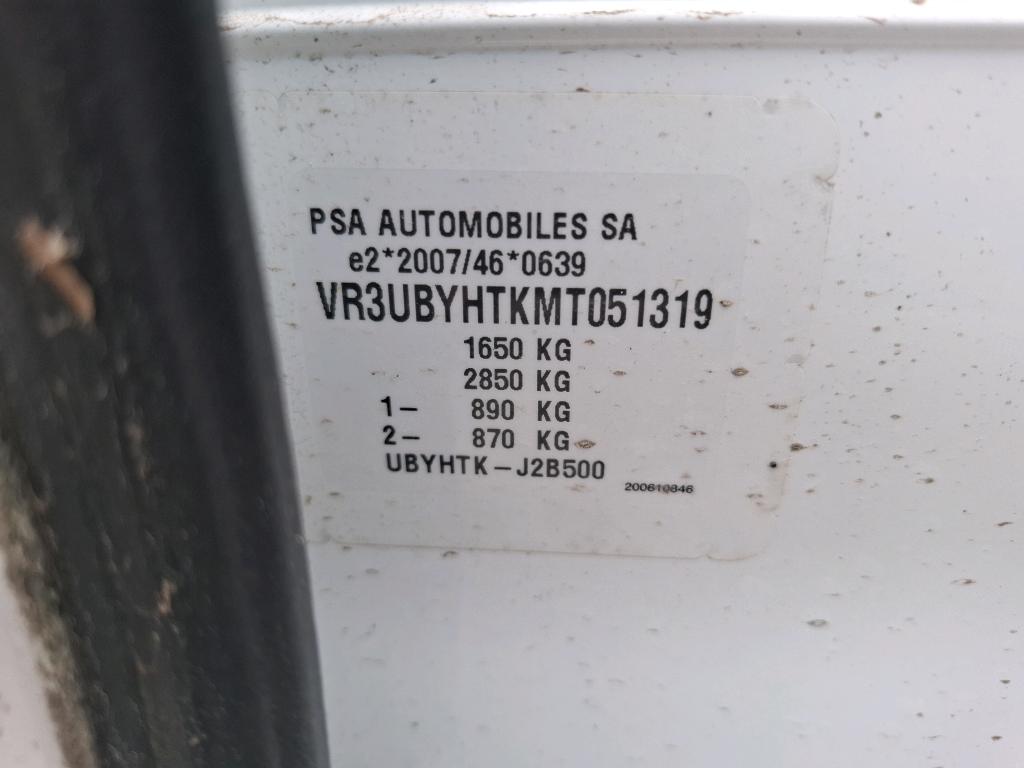 PSA AUTOMOBILES SA
e2*2007/46*0639
VR3UBYHTKMT051319
1650 KG
2850 KG
1- 890 KG
2- 870 KG
UBYHTK-J2B500
200610846